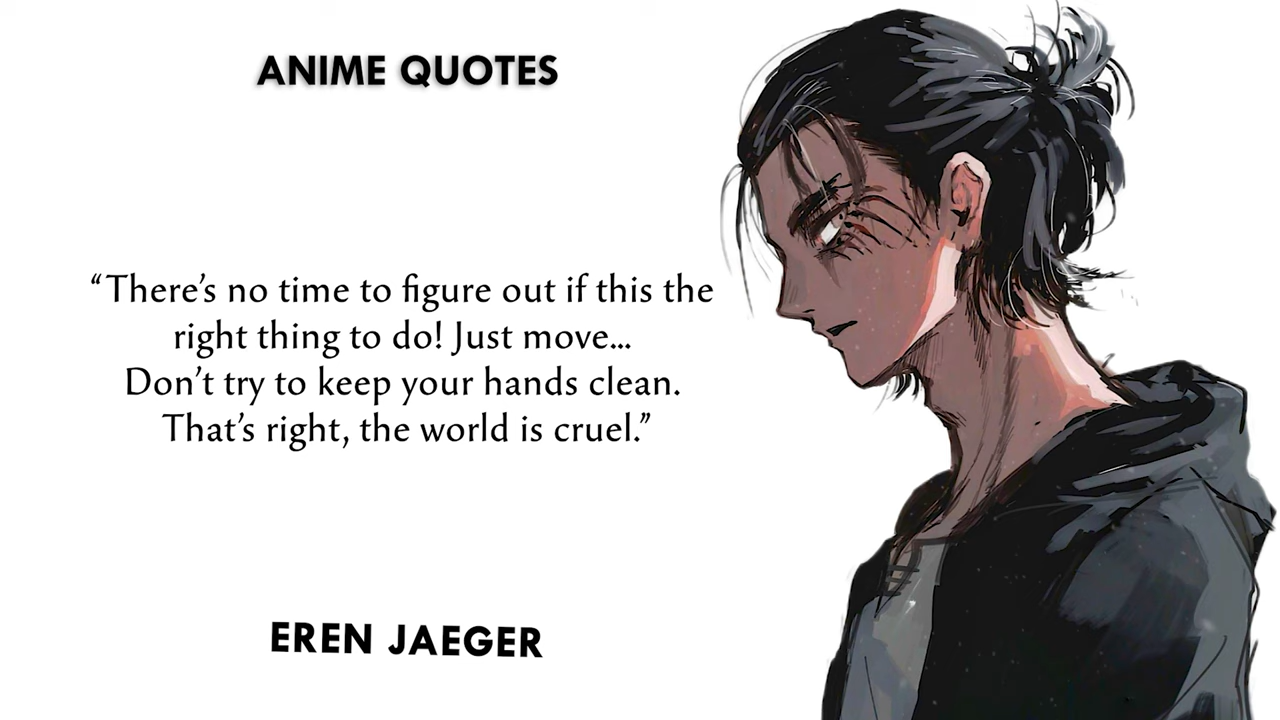 ANIME QUOTES
“There’s no time to figure out if this the
right thing to do! Just move...
Don’t try to keep your hands clean.
That’s right, the world is cruel.”
EREN JAEGER